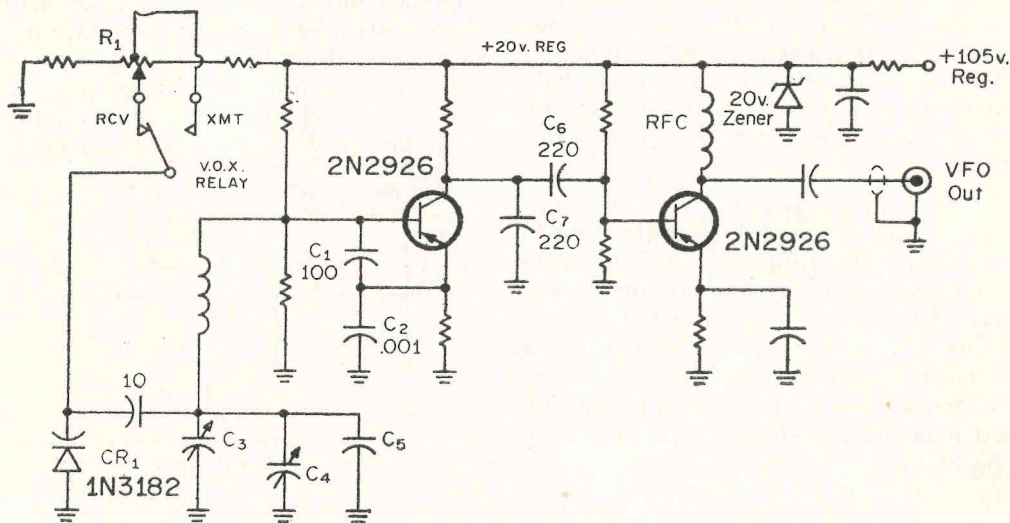 R1
+20v. REG
+105v.
Reg.
RCV
XMT
V.O.X.
RELAY
20v.
Zener
RFC
C6
220
2N2926
VFO
Out
C7
220
2N2926
C1
100
C2
.001
10
C3
C4
C5
CR1
1N3182